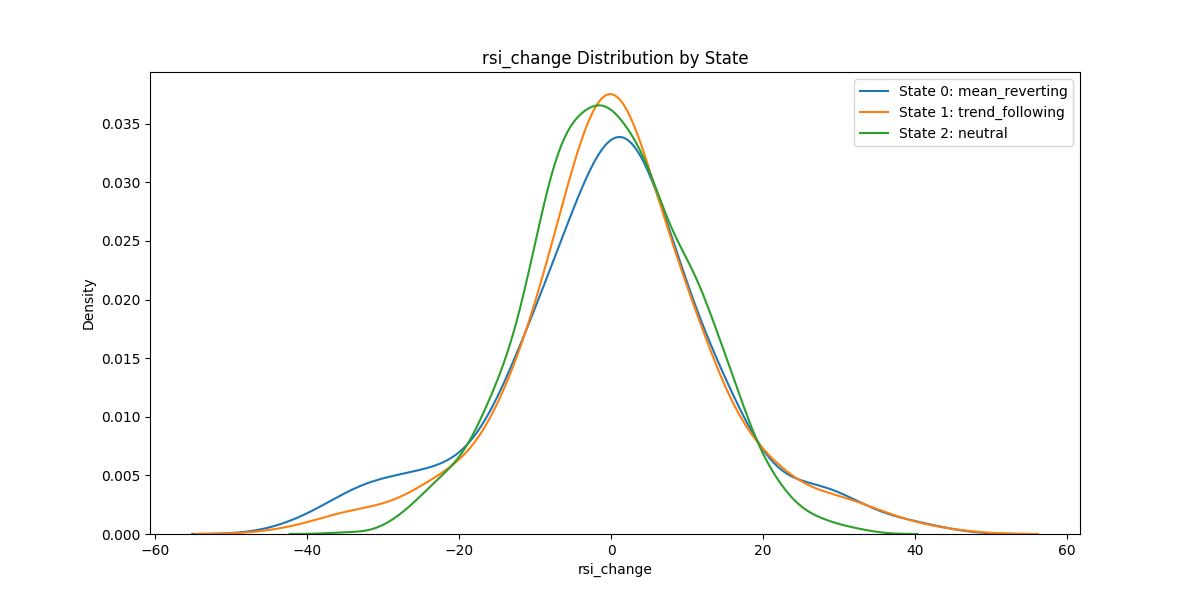 rsi_change Distribution by State
State 0: mean_reverting
State 1: trend_following
State 2: neutral
Density
0.035
0.030
0.025
0.020
0.015
0.010
0.005
0.000
−60 −40 −20 0 20 40 60
rsi_change